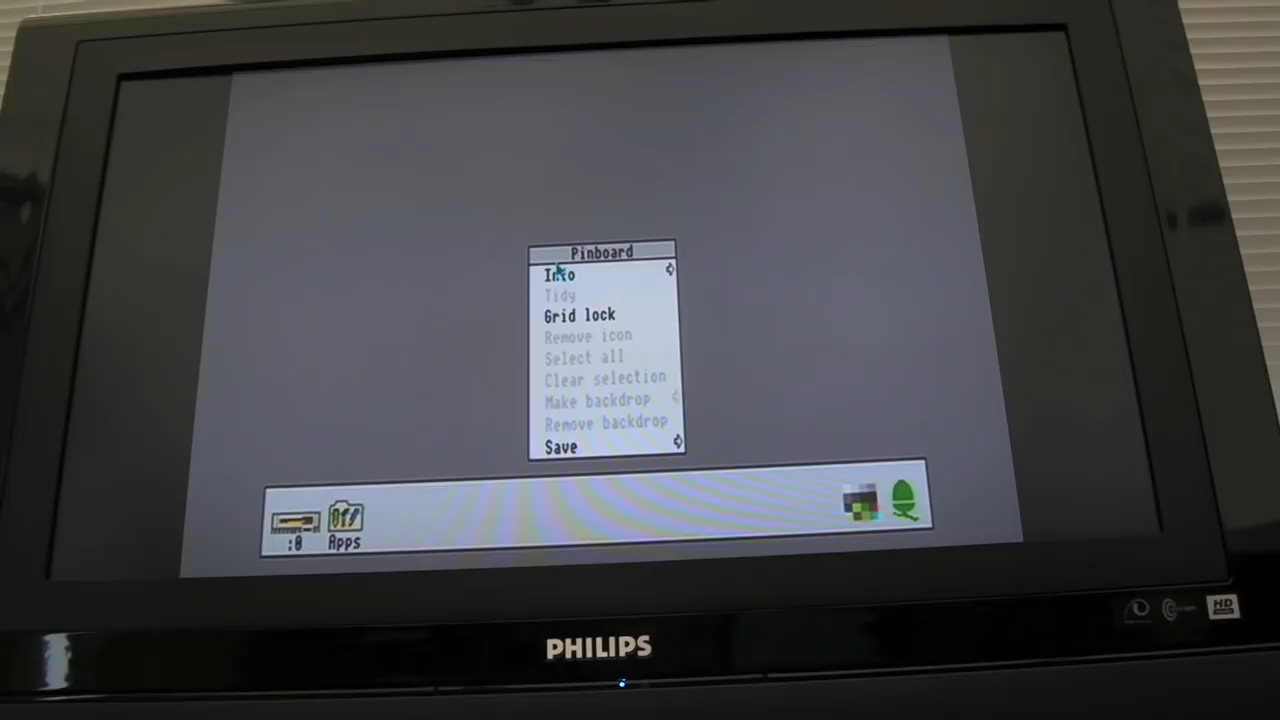 Pinboard
Info
Tidy
Grid lock
Remove icon
Select all
Clear selection
Make backdrop
Remove backdrop
Save
:0
Apps
HD
PHILIPS